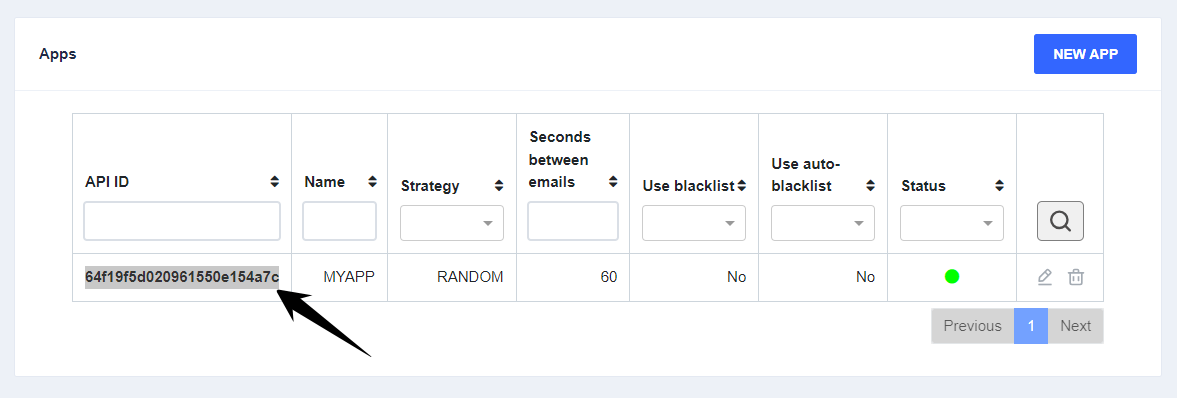 Apps
NEW APP
API ID
Name
Strategy
Seconds
between
emails
Use blacklist
Use auto-
blacklist
Status
64f19f5d020961550e154a7c
MYAPP
RANDOM
60
No
No
Previous
1
Next